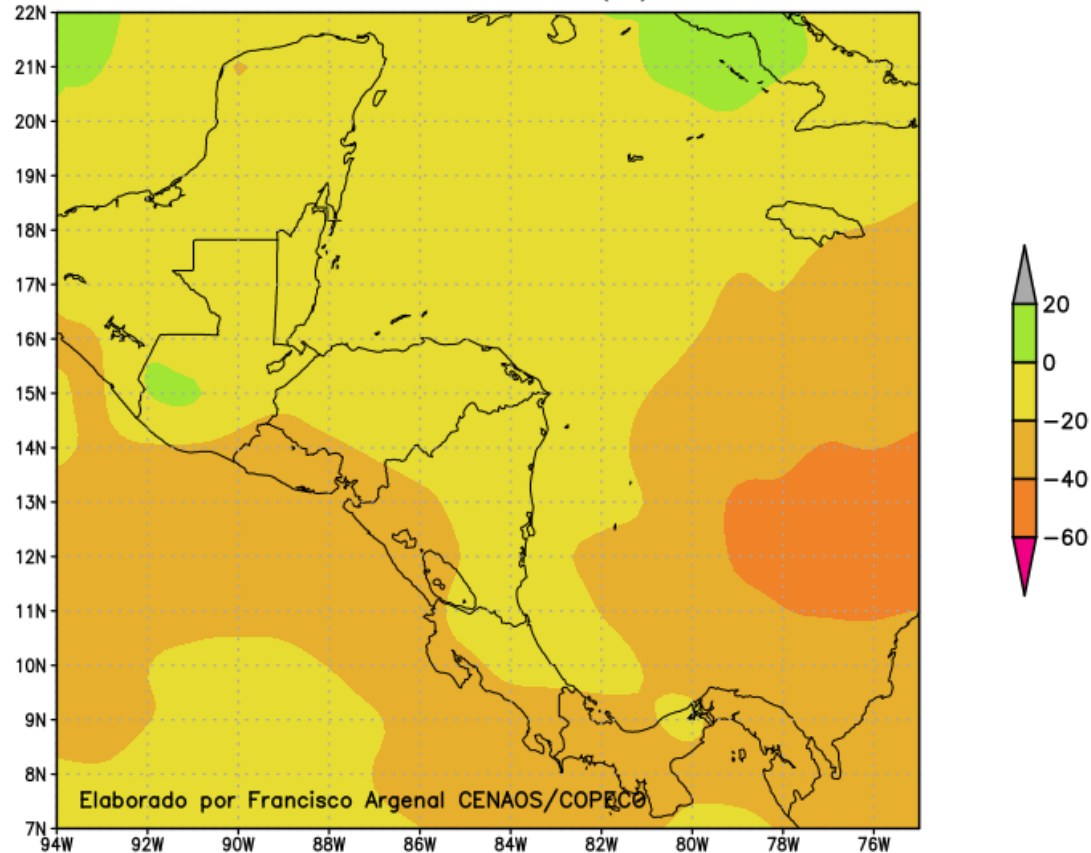 22N
21N
20N
19N
18N
17N
16N
15N
14N
13N
12N
11N
10N
9N
8N
7N
94W 92W 90W 88W 86W 84W 82W 80W 78W 76W
20
0
−20
−40
−60
Elaborado por Francisco Argenal CENAOS/COPECO